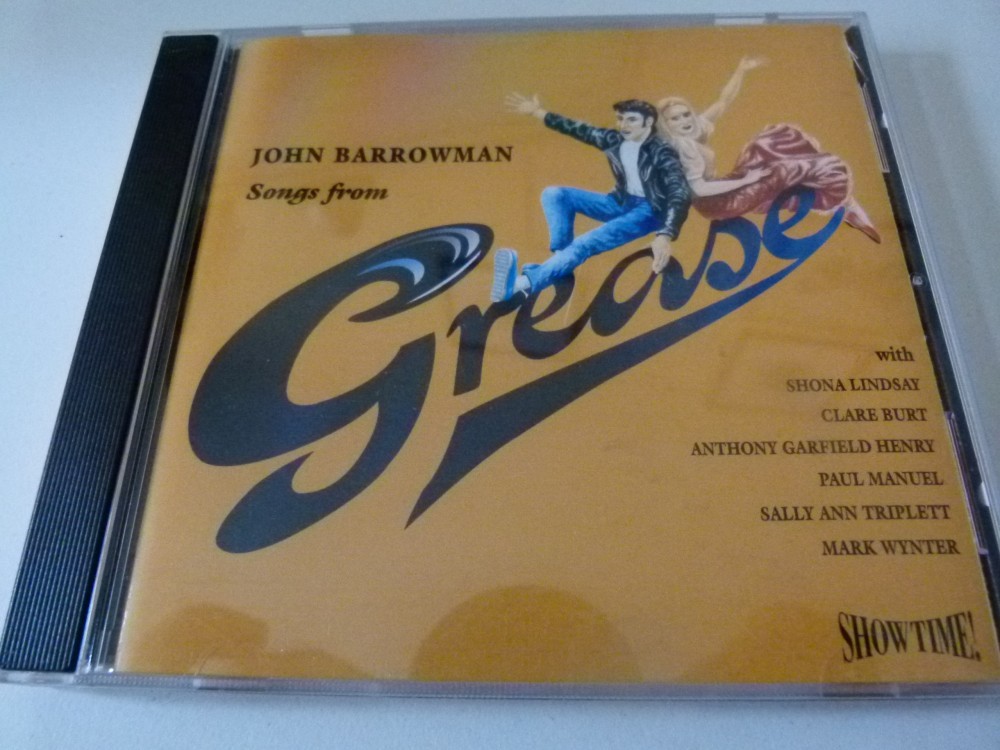 JOHN BARROWMAN
Songs from
Grease
with
SHONA LINDSAY
CLARE BURT
ANTHONY GARFIELD HENRY
PAUL MANUEL
SALLY ANN TRIPLETT
MARK WYNTER
SHOWTIME!